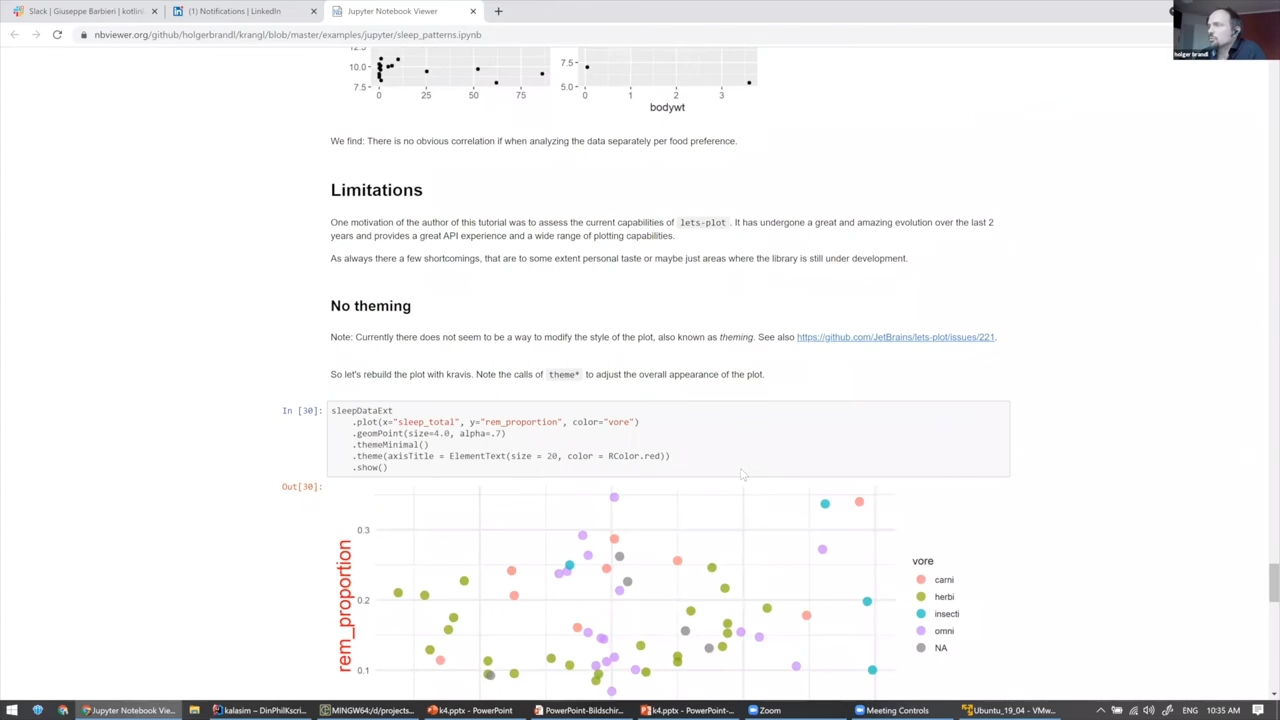 Slack | Giuseppe Barbieri | kotlin
(1) Notifications | LinkedIn
Jupyter Notebook Viewer
nbviewer.org/github/holgerbrandl/krangl/blob/master/examples/jupyter/sleep_patterns.ipynb
holger brandl
12.5
10.0
7.5
0 25 50 75
7.5
5.0
0 1 2 3
bodywt
We find: There is no obvious correlation if when analyzing the data separately per food preference.
Limitations
One motivation of the author of this tutorial was to assess the current capabilities of lets-plot . It has undergone a great and amazing evolution over the last 2
years and provides a great API experience and a wide range of plotting capabilities.
As always there a few shortcomings, that are to some extent personal taste or maybe just areas where the library is still under development.
No theming
Note: Currently there does not seem to be a way to modify the style of the plot, also known as theming. See also https://github.com/JetBrains/lets-plot/issues/221.
So let's rebuild the plot with kravis. Note the calls of theme* to adjust the overall appearance of the plot.
In [30]:
sleepDataExt
.plot(x="sleep_total", y="rem_proportion", color="vore")
.geomPoint(size=4.0, alpha=.7)
.themeMinimal()
.theme(axisTitle = ElementText(size = 20, color = RColor.red))
.show()
Out[30]:
rem_proportion
0.3
0.2
0.1
vore
carni
herbi
insecti
omni
NA
Jupyter Notebook Vie...
kalasim – DinPhilKscri...
MINGW64:/d/projects...
k4.pptx - PowerPoint
PowerPoint-Bildschir...
k4.pptx - PowerPoint...
Zoom
Meeting Controls
Ubuntu_19_04 - VMw...
10:35 AM